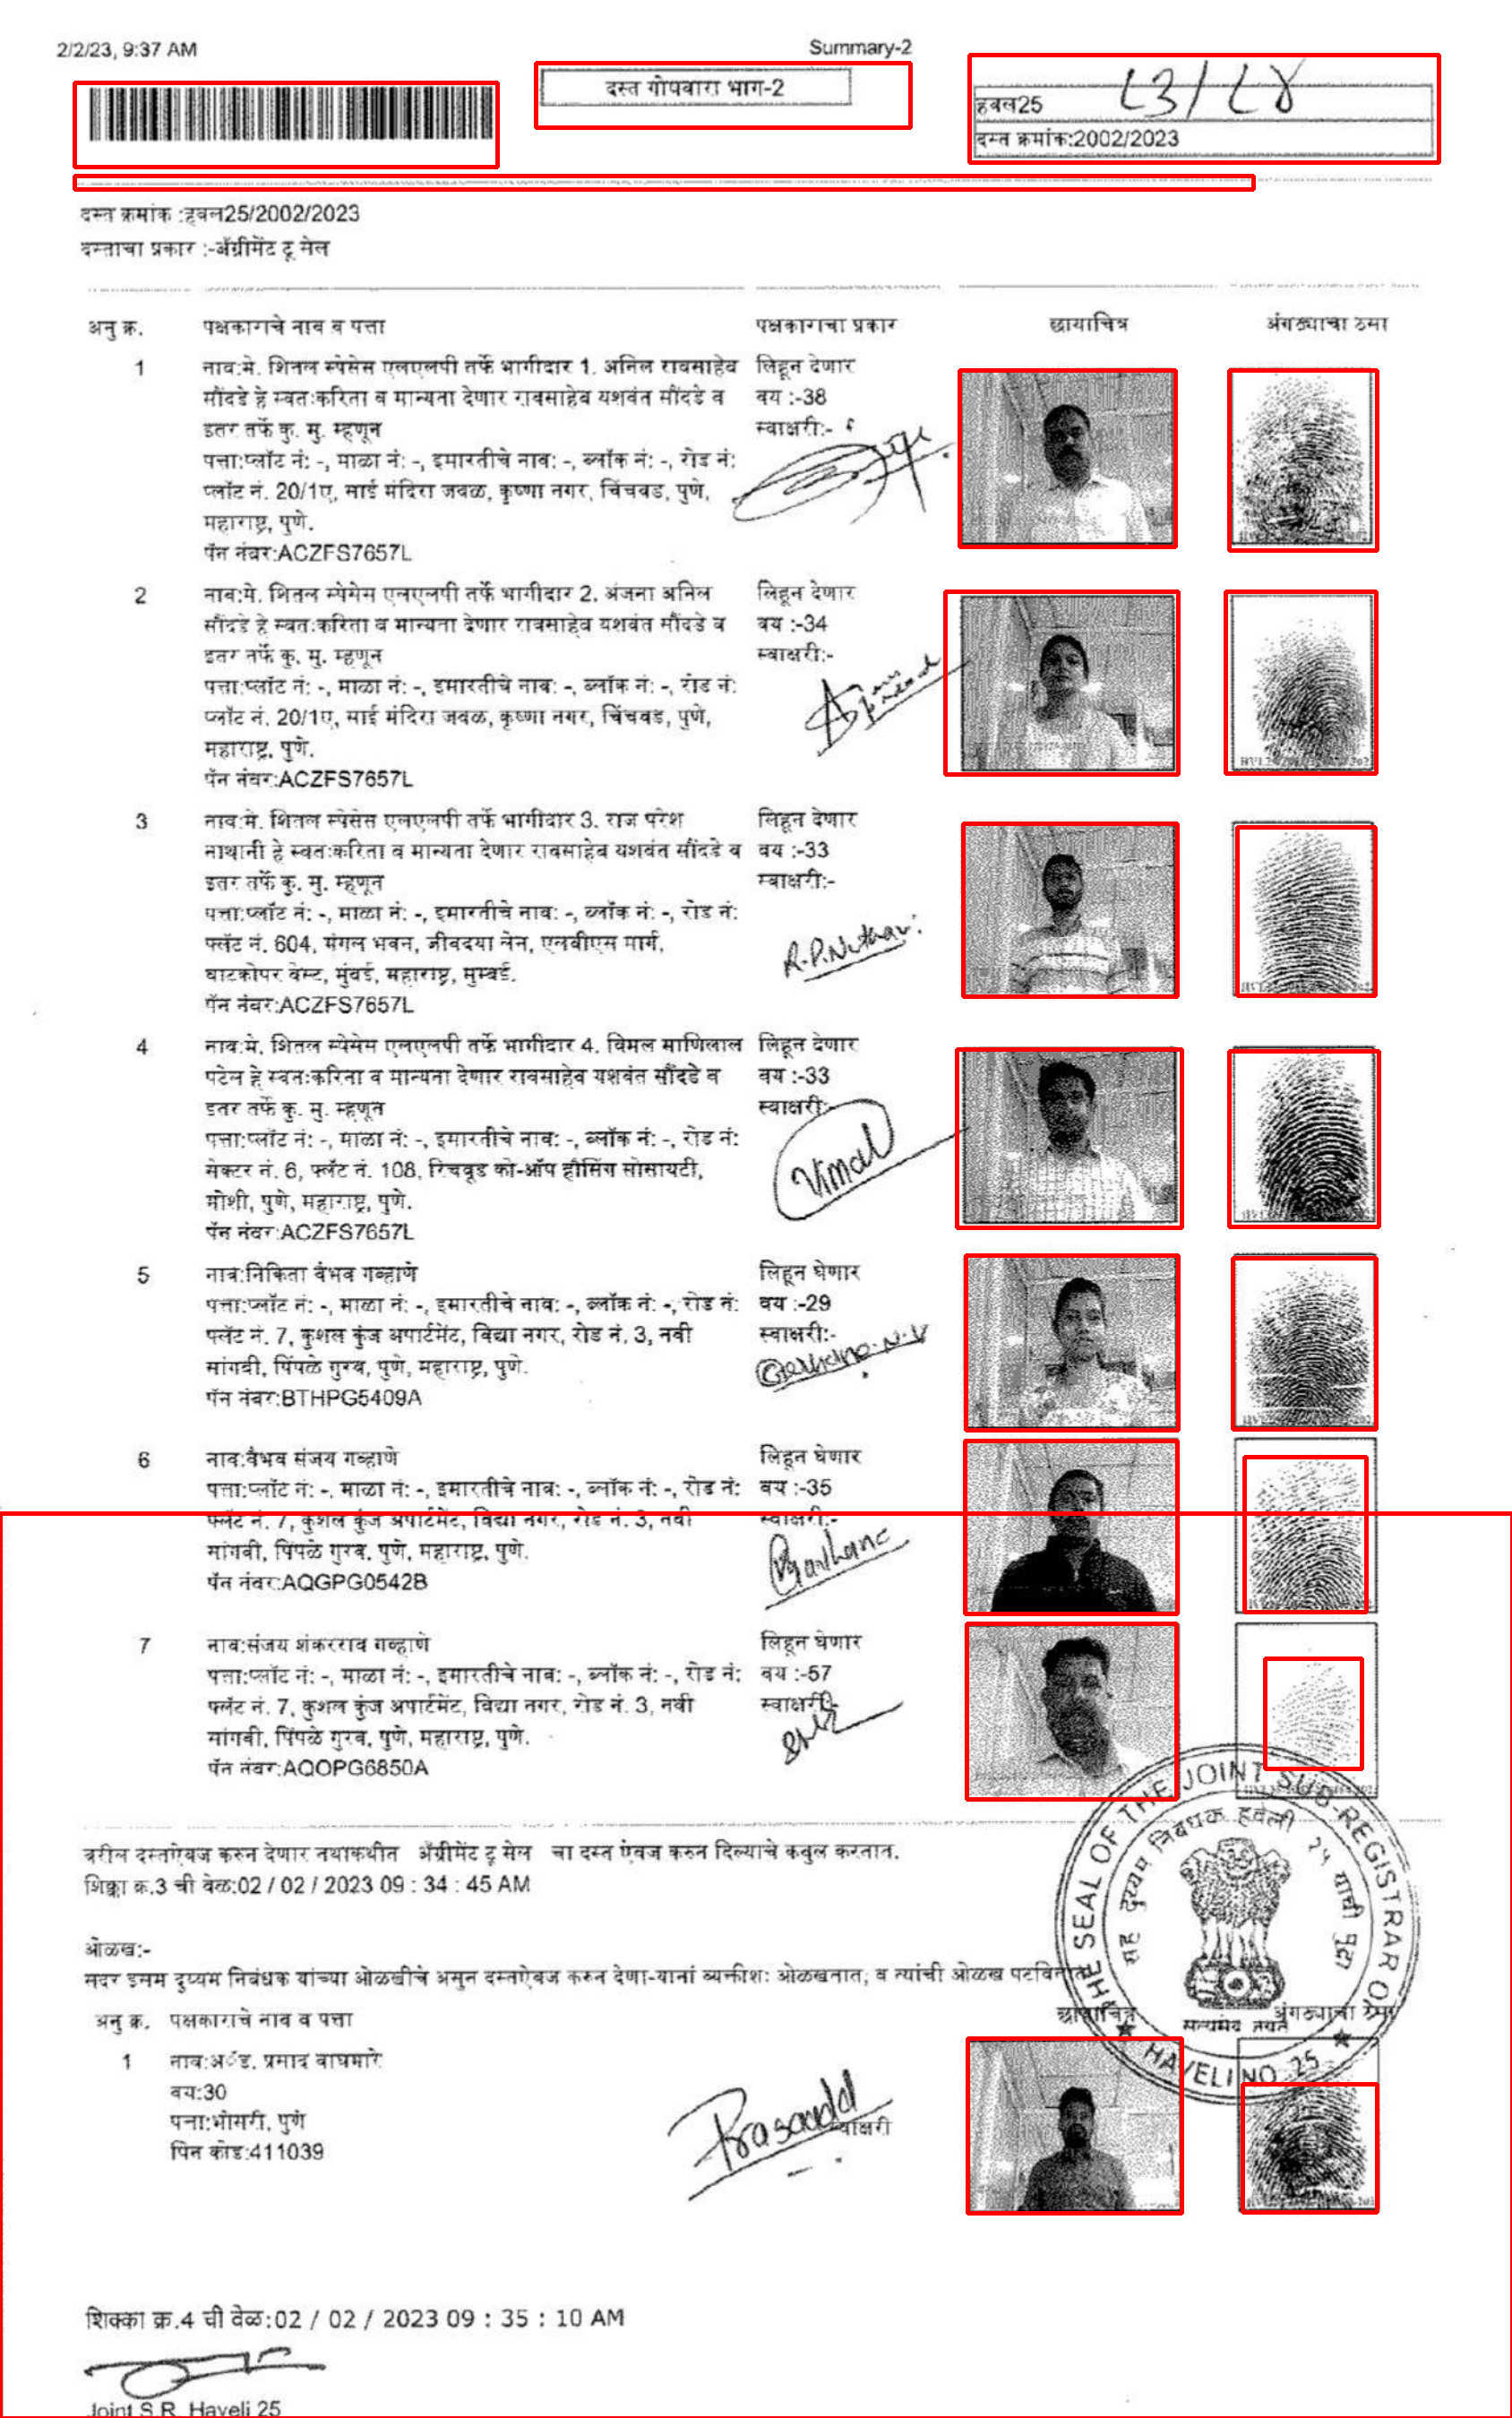 2/2/23, 9:37 AM
Summary-2
दस्त गोषवारा भाग-2
हवल25
दस्त क्रमांक:2002/2023
दस्त क्रमांक :हवल25/2002/2023
दस्ताचा प्रकार :-अ‍ॅग्रीमेंट टू सेल
अनु क्र. पक्षकाराचे नाव व पत्ता पक्षकाराचा प्रकार छायाचित्र अंगठ्याचा ठसा
1 नाव:मे. शितल स्पेसेस एलएलपी तर्फे भागीदार 1. अनिल रावसाहेब लिहून देणार
सौंदडे हे स्वतःकरिता व मान्यता देणार रावसाहेब यशवंत सौंदडे व वय :-38
इतर तर्फे कु. मु. म्हणून स्वाक्षरी:-
पत्ता:प्लॉट नं: -, माळा नं: -, इमारतीचे नाव: -, ब्लॉक नं: -, रोड नं:
प्लॉट नं. 20/1ए, साई मंदिरा जवळ, कृष्णा नगर, चिंचवड, पुणे,
महाराष्ट्र, पुणे.
पॅन नंबर:ACZFS7657L
2 नाव:मे. शितल स्पेसेस एलएलपी तर्फे भागीदार 2. अंजना अनिल लिहून देणार
सौंदडे हे स्वतःकरिता व मान्यता देणार रावसाहेब यशवंत सौंदडे व वय :-34
इतर तर्फे कु. मु. म्हणून स्वाक्षरी:-
पत्ता:प्लॉट नं: -, माळा नं: -, इमारतीचे नाव: -, ब्लॉक नं: -, रोड नं:
प्लॉट नं. 20/1ए, साई मंदिरा जवळ, कृष्णा नगर, चिंचवड, पुणे,
महाराष्ट्र, पुणे.
पॅन नंबर:ACZFS7657L
3 नाव:मे. शितल स्पेसेस एलएलपी तर्फे भागीदार 3. राज परेश लिहून देणार
नाथानी हे स्वतःकरिता व मान्यता देणार रावसाहेब यशवंत सौंदडे व वय :-33
इतर तर्फे कु. मु. म्हणून स्वाक्षरी:-
पत्ता:प्लॉट नं: -, माळा नं: -, इमारतीचे नाव: -, ब्लॉक नं: -, रोड नं:
फ्लॅट नं. 604, मंगल भवन, जीवदया लेन, एलबीएस मार्ग,
घाटकोपर वेस्ट, मुंबई, महाराष्ट्र, मुम्बई.
पॅन नंबर:ACZFS7657L
R.P.Nathani
4 नाव:मे. शितल स्पेसेस एलएलपी तर्फे भागीदार 4. विमल माणिलाल लिहून देणार
पटेल हे स्वतःकरिता व मान्यता देणार रावसाहेब यशवंत सौंदडे व वय :-33
इतर तर्फे कु. मु. म्हणून स्वाक्षरी:-
पत्ता:प्लॉट नं: -, माळा नं: -, इमारतीचे नाव: -, ब्लॉक नं: -, रोड नं:
सेक्टर नं. 6, फ्लॅट नं. 108, रिचवूड को-ऑप हौसिंग सोसायटी,
मोशी, पुणे, महाराष्ट्र, पुणे.
पॅन नंबर:ACZFS7657L
Vimal
5 नाव:निकिता वैभव गव्हाणे लिहून घेणार
पत्ता:प्लॉट नं: -, माळा नं: -, इमारतीचे नाव: -, ब्लॉक नं: -, रोड नं: वय :-29
फ्लॅट नं. 7, कुशल कुंज अपार्टमेंट, विद्या नगर, रोड नं. 3, नवी स्वाक्षरी:-
सांगवी, पिंपळे गुरव, पुणे, महाराष्ट्र, पुणे.
पॅन नंबर:BTHPG5409A
Gavhane.N.V
6 नाव:वैभव संजय गव्हाणे लिहून घेणार
पत्ता:प्लॉट नं: -, माळा नं: -, इमारतीचे नाव: -, ब्लॉक नं: -, रोड नं: वय :-35
फ्लॅट नं. 7, कुशल कुंज अपार्टमेंट, विद्या नगर, रोड नं. 3, नवी स्वाक्षरी:-
सांगवी, पिंपळे गुरव, पुणे, महाराष्ट्र, पुणे.
पॅन नंबर:AQGPG0542B
7 नाव:संजय शंकरराव गव्हाणे लिहून घेणार
पत्ता:प्लॉट नं: -, माळा नं: -, इमारतीचे नाव: -, ब्लॉक नं: -, रोड नं: वय :-57
फ्लॅट नं. 7, कुशल कुंज अपार्टमेंट, विद्या नगर, रोड नं. 3, नवी स्वाक्षरी:-
सांगवी, पिंपळे गुरव, पुणे, महाराष्ट्र, पुणे.
पॅन नंबर:AQOPG6850A
THE SEAL OF THE JOINT SUB-REGISTRAR O,
सह दुय्यम निबंधक हवेली २५ यांची मुद्रा
सत्यमेव जयते
★ HAVELI NO 25 ★
वरील दस्तऐवज करुन देणार तथाकथीत अ‍ॅग्रीमेंट टू सेल चा दस्त ऐवज करुन दिल्याचे कबुल करतात.
शिक्का क्र.3 ची वेळ:02 / 02 / 2023 09 : 34 : 45 AM
ओळख:-
सदर इसम दुय्यम निबंधक यांच्या ओळखीचे असुन दस्तऐवज करुन देणा-यानां व्यक्तीशः ओळखतात, व त्यांची ओळख पटवितात
अनु क्र. पक्षकाराचे नाव व पत्ता छायाचित्र अंगठ्याचा ठसा
1 नाव:अ‍ॅड. प्रसाद वाघमारे
वय:30
पत्ता:भोसरी, पुणे
पिन कोड:411039
स्वाक्षरी
शिक्का क्र.4 ची वेळ:02 / 02 / 2023 09 : 35 : 10 AM
Joint S.R. Haveli 25